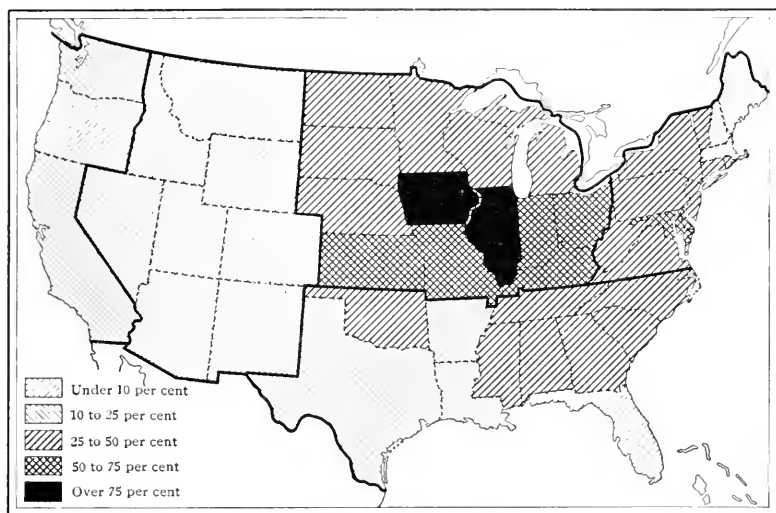 Under 10 per cent
10 to 25 per cent
25 to 50 per cent
50 to 75 per cent
Over 75 per cent